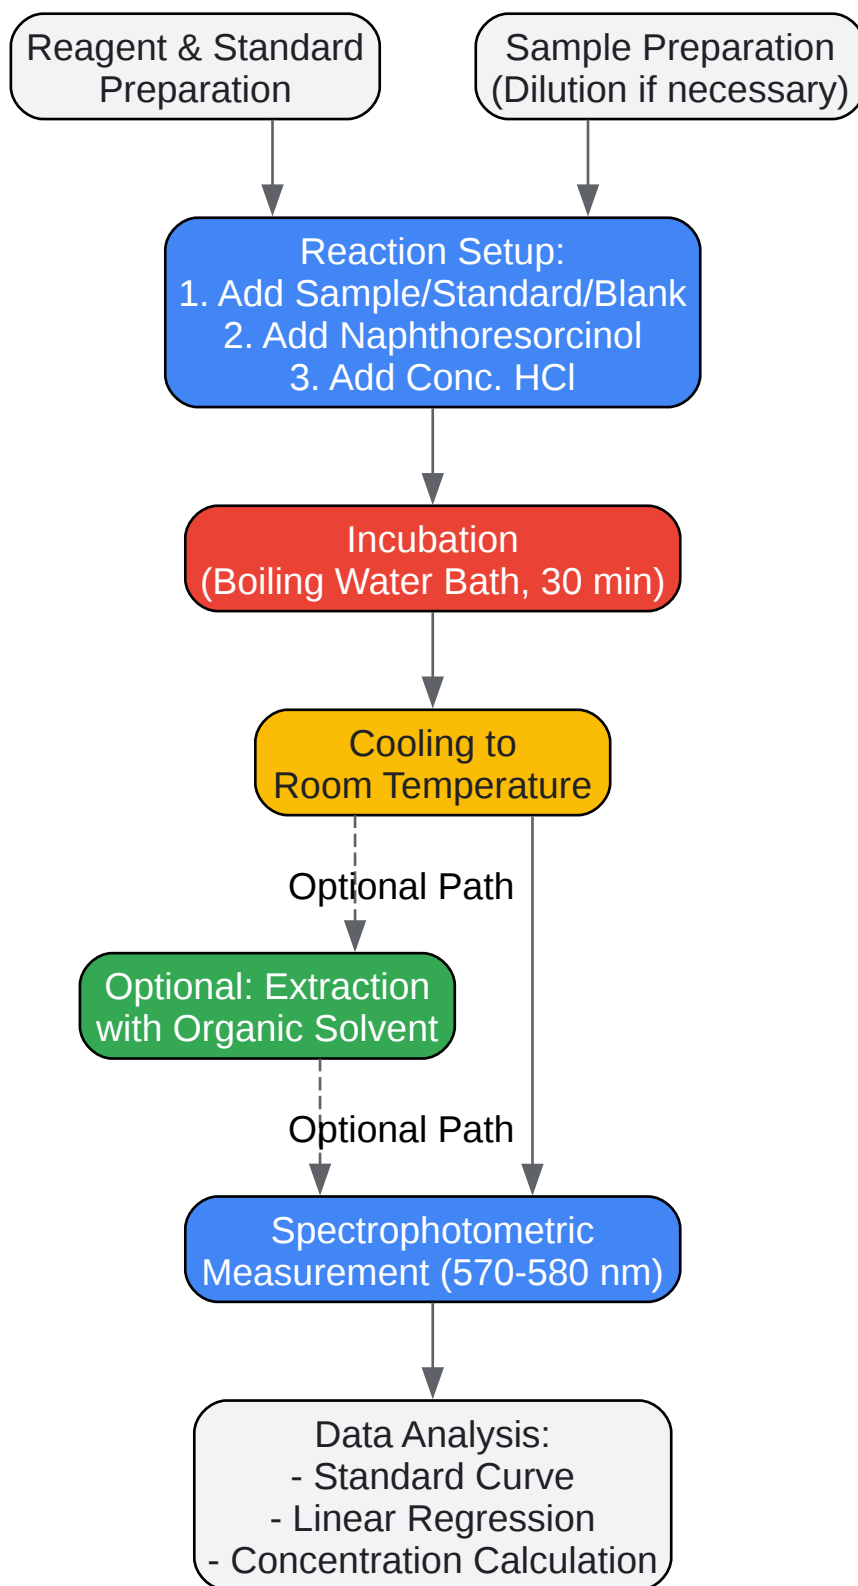 Reagent & Standard
Preparation
Sample Preparation
(Dilution if necessary)
Reaction Setup:
1. Add Sample/Standard/Blank
2. Add Naphthoresorcinol
3. Add Conc. HCl
Incubation
(Boiling Water Bath, 30 min)
Cooling to
Room Temperature
Optional Path
Optional: Extraction
with Organic Solvent
Optional Path
Spectrophotometric
Measurement (570-580 nm)
Data Analysis:
- Standard Curve
- Linear Regression
- Concentration Calculation